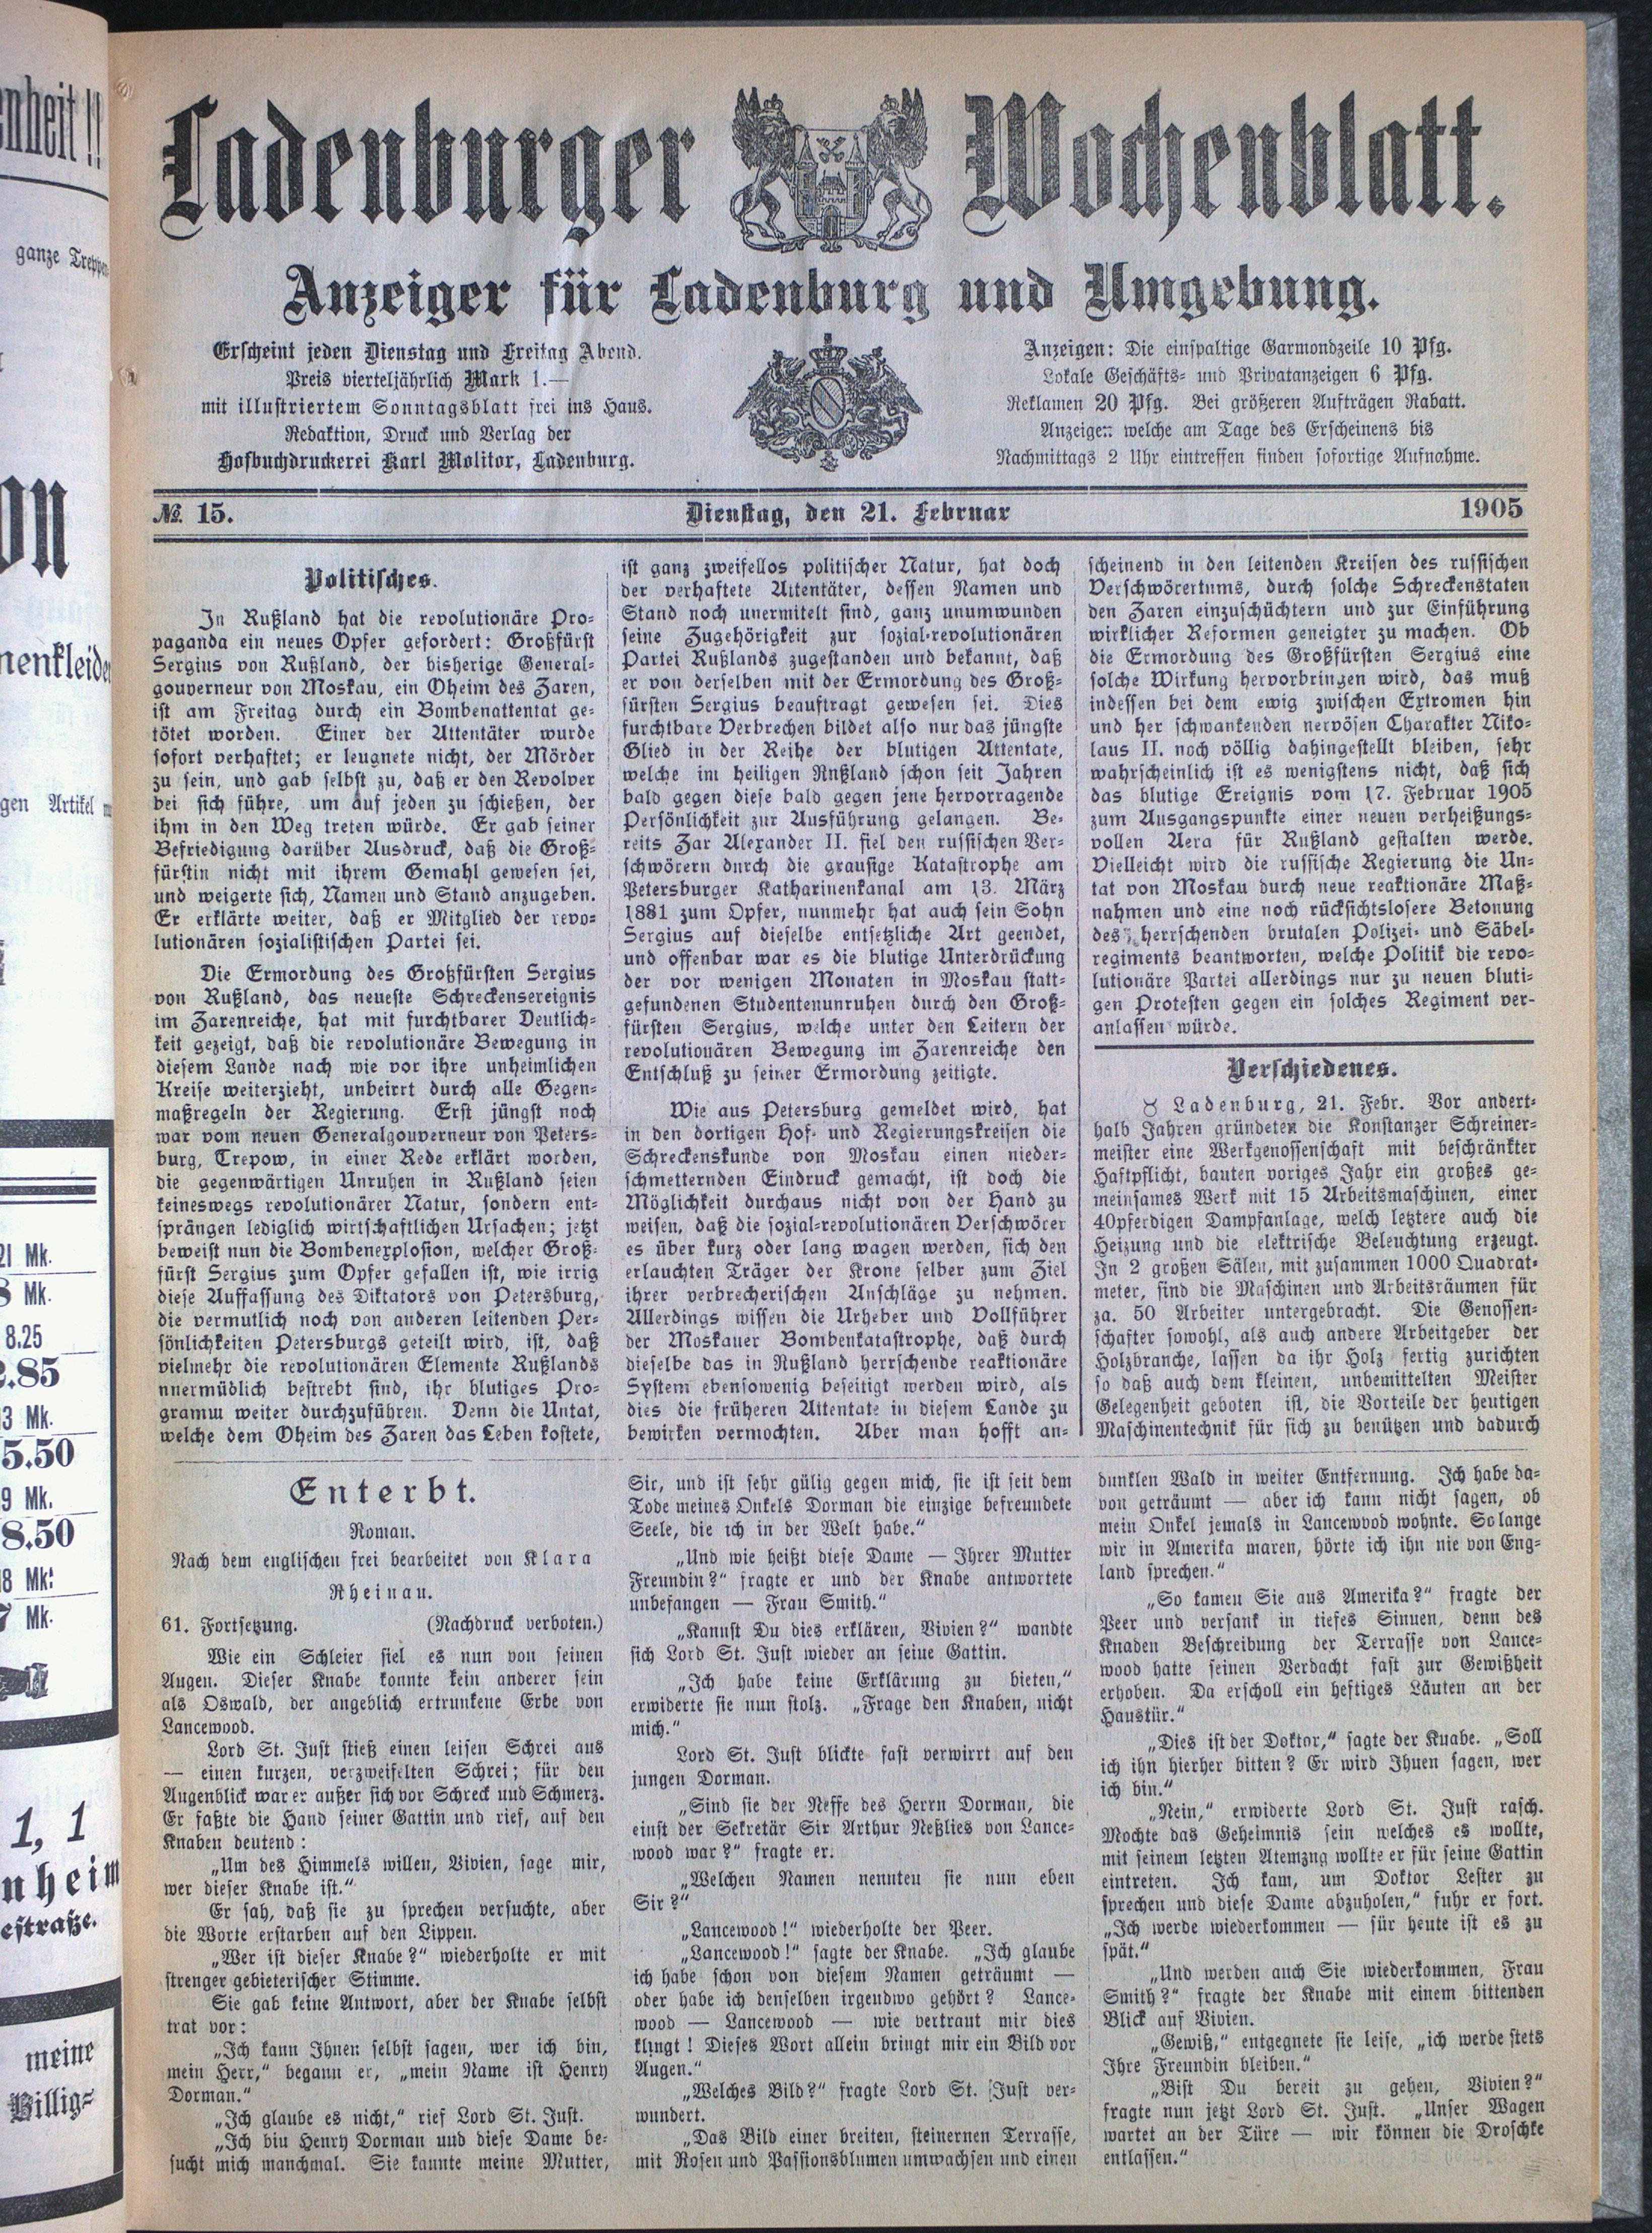 Ladenburger Wochenblatt.
Anzeiger für Ladenburg und Umgebung.
Erscheint jeden Dienstag und Freitag Abend.
Preis vierteljährlich Mark 1.—
mit illustriertem Sonntagsblatt frei ins Haus.
Redaktion, Druck und Verlag der
Hofbuchdruckerei Karl Molitor, Ladenburg.
Anzeigen: Die einspaltige Garmondzeile 10 Pfg.
Lokale Geschäfts- und Privatanzeigen 6 Pfg.
Reklamen 20 Pfg. Bei größeren Aufträgen Rabatt.
Anzeigen welche am Tage des Erscheinens bis
Nachmittags 2 Uhr eintreffen finden sofortige Aufnahme.
№ 15. Dienstag, den 21. Februar 1905
Politisches.
In Rußland hat die revolutionäre Pro-
paganda ein neues Opfer gefordert: Großfürst
Sergius von Rußland, der bisherige General-
gouverneur von Moskau, ein Oheim des Zaren,
ist am Freitag durch ein Bombenattentat ge-
tötet worden. Einer der Attentäter wurde
sofort verhaftet; er leugnete nicht, der Mörder
zu sein, und gab selbst zu, daß er den Revolver
bei sich führe, um auf jeden zu schießen, der
ihm in den Weg treten würde. Er gab seiner
Befriedigung darüber Ausdruck, daß die Groß-
fürstin nicht mit ihrem Gemahl gewesen sei,
und weigerte sich, Namen und Stand anzugeben.
Er erklärte weiter, daß er Mitglied der revo-
lutionären sozialistischen Partei sei.
Die Ermordung des Großfürsten Sergius
von Rußland, das neueste Schreckensereignis
im Zarenreiche, hat mit furchtbarer Deutlich-
keit gezeigt, daß die revolutionäre Bewegung in
diesem Lande nach wie vor ihre unheimlichen
Kreise weiterzieht, unbeirrt durch alle Gegen-
maßregeln der Regierung. Erst jüngst noch
war vom neuen Generalgouverneur von Peters-
burg, Trepow, in einer Rede erklärt worden,
die gegenwärtigen Unruhen in Rußland seien
keineswegs revolutionärer Natur, sondern ent-
sprängen lediglich wirtschaftlichen Ursachen; jetzt
beweist nun die Bombenexplosion, welcher Groß-
fürst Sergius zum Opfer gefallen ist, wie irrig
diese Auffassung des Diktators von Petersburg,
die vermutlich noch von anderen leitenden Per-
sönlichkeiten Petersburgs geteilt wird, ist, daß
vielmehr die revolutionären Elemente Rußlands
nnermüdlich bestrebt sind, ihr blutiges Pro-
gramm weiter durchzuführen. Denn die Untat,
welche dem Oheim des Zaren das Leben kostete,
ist ganz zweifellos politischer Natur, hat doch
der verhaftete Attentäter, dessen Namen und
Stand noch unermitelt sind, ganz unumwunden
seine Zugehörigkeit zur sozial-revolutionären
Partei Rußlands zugestanden und bekannt, daß
er von derselben mit der Ermordung des Groß-
fürsten Sergius beauftragt gewesen sei. Dies
furchtbare Verbrechen bildet also nur das jüngste
Glied in der Reihe der blutigen Attentate,
welche im heiligen Rnßland schon seit Jahren
bald gegen diese bald gegen jene hervorragende
Persönlichkeit zur Ausführung gelangen. Be-
reits Zar Alexander II. fiel den russischen Ver-
schwörern durch die grausige Katastrophe am
Petersburger Katharinenkanal am 13. März
1881 zum Opfer, nunmehr hat auch sein Sohn
Sergius auf dieselbe entsetzliche Art geendet,
und offenbar war es die blutige Unterdrückung
der vor wenigen Monaten in Moskau statt-
gefundenen Studentenunruhen durch den Groß-
fürsten Sergius, welche unter den Leitern der
revolutionären Bewegung im Zarenreiche den
Entschluß zu seiner Ermordung zeitigte.
Wie aus Petersburg gemeldet wird, hat
in den dortigen Hof- und Regierungskreisen die
Schreckenskunde von Moskau einen nieder-
schmetternden Eindruck gemacht, ist doch die
Möglichkeit durchaus nicht von der Hand zu
weisen, daß die sozial-revolutionären Verschwörer
es über kurz oder lang wagen werden, sich den
erlauchten Träger der Krone selber zum Ziel
ihrer verbrecherischen Anschläge zu nehmen.
Allerdings wissen die Urheber und Vollführer
der Moskauer Bombenkatastrophe, daß durch
dieselbe das in Rußland herrschende reaktionäre
System ebensowenig beseitigt werden wird, als
dies die früheren Attentate in diesem Lande zu
bewirken vermochten. Aber man hofft an-
scheinend in den leitenden Kreisen des russischen
Verschwörertums, durch solche Schreckenstaten
den Zaren einzuschüchtern und zur Einführung
wirklicher Reformen geneigter zu machen. Ob
die Ermordung des Großfürsten Sergius eine
solche Wirkung hervorbringen wird, das muß
indessen bei dem ewig zwischen Extromen hin
und her schwankenden nervösen Charakter Niko-
laus II. noch völlig dahingestellt bleiben, sehr
wahrscheinlich ist es wenigstens nicht, daß sich
das blutige Ereignis vom 17. Februar 1905
zum Ausgangspunkte einer neuen verheißungs-
vollen Aera für Rußland gestalten werde.
Vielleicht wird die russische Regierung die Un-
tat von Moskau durch neue reaktionäre Maß-
nahmen und eine noch rücksichtslosere Betonung
des herrschenden brutalen Polizei- und Säbel-
regiments beantworten, welche Politik die revo-
lutionäre Partei allerdings nur zu neuen bluti-
gen Protesten gegen ein solches Regiment ver-
anlassen würde.
Verschiedenes.
Ladenburg, 21. Febr. Vor andert-
halb Jahren gründeten die Konstanzer Schreiner-
meister eine Werkgenossenschaft mit beschränkter
Haftpflicht, bauten voriges Jahr ein großes ge-
meinsames Werk mit 15 Arbeitsmaschinen, einer
40pferdigen Dampfanlage, welch letztere auch die
Heizung und die elektrische Beleuchtung erzeugt.
In 2 großen Sälen, mit zusammen 1000 Quadrat-
meter, sind die Maschinen und Arbeitsräumen für
za. 50 Arbeiter untergebracht. Die Genossen-
schafter sowohl, als auch andere Arbeitgeber der
Holzbranche, lassen da ihr Holz fertig zurichten
so daß auch dem kleinen, unbemittelten Meister
Gelegenheit geboten ist, die Vorteile der heutigen
Maschinentechnik für sich zu benützen und dadurch
Enterbt.
Roman.
Nach dem englischen frei bearbeitet von Klara
Rheinau.
61. Fortsetzung. (Nachdruck verboten.)
Wie ein Schleier fiel es nun von seinen
Augen. Dieser Knabe konnte kein anderer sein
als Oswald, der angeblich ertrunkene Erbe von
Lancewood.
Lord St. Just stieß einen leisen Schrei aus
— einen kurzen, verzweifelten Schrei; für den
Augenblick war er außer sich vor Schreck und Schmerz.
Er faßte die Hand seiner Gattin und rief, auf den
Knaben deutend:
„Um des Himmels willen, Vivien, sage mir,
wer dieser Knabe ist.“
Er sah, daß sie zu sprechen versuchte, aber
die Worte erstarben auf den Lippen.
„Wer ist dieser Knabe?“ wiederholte er mit
strenger gebieterischer Stimme.
Sie gab keine Antwort, aber der Knabe selbst
trat vor:
„Ich kann Ihnen selbst sagen, wer ich bin,
mein Herr,“ begann er, „mein Name ist Henry
Dorman.“
„Ich glaube es nicht,“ rief Lord St. Just.
„Ich bin Henry Dorman und diese Dame be-
sucht mich manchmal. Sie kannte meine Mutter,
Sir, und ist sehr gülig gegen mich, sie ist seit dem
Tode meines Onkels Dorman die einzige befreundete
Seele, die ich in der Welt habe.“
„Und wie heißt diese Dame — Ihrer Mutter
Freundin?“ fragte er und der Knabe antwortete
unbefangen — Frau Smith.“
„Kannst Du dies erklären, Vivien?“ wandte
sich Lord St. Just wieder an seine Gattin.
„Ich habe keine Erklärung zu bieten,“
erwiderte sie nun stolz. „Frage den Knaben, nicht
mich.“
Lord St. Just blickte fast verwirrt auf den
jungen Dorman.
„Sind sie der Neffe des Herrn Dorman, die
einst der Sekretär Sir Arthur Neßlies von Lance-
wood war?“ fragte er.
„Welchen Namen nennten sie nun eben
Sir?“
„Lancewood!“ wiederholte der Peer.
„Lancewood!“ sagte der Knabe. „Ich glaube
ich habe schon von diesem Namen geträumt —
oder habe ich denselben irgendwo gehört? Lance-
wood — Lancewood — wie vertraut mir dies
klingt! Dieses Wort allein bringt mir ein Bild vor
Augen.“
„Welches Bild?“ fragte Lord St. Just ver-
wundert.
„Das Bild einer breiten, steinernen Terrasse,
mit Rosen und Passionsblumen umwachsen und einen
dunklen Wald in weiter Entfernung. Ich habe da-
von geträumt — aber ich kann nicht sagen, ob
mein Onkel jemals in Lancewood wohnte. So lange
wir in Amerika maren, hörte ich ihn nie von Eng-
land sprechen.“
„So kamen Sie aus Amerika?“ fragte der
Peer und versank in tiefes Sinnen, denn des
Knaben Beschreibung der Terrasse von Lance-
wood hatte seinen Verdacht fast zur Gewißheit
erhoben. Da erscholl ein heftiges Läuten an der
Haustür.“
„Dies ist der Doktor,“ sagte der Knabe. „Soll
ich ihn hierher bitten? Er wird Ihnen sagen, wer
ich bin.“
„Nein,“ erwiderte Lord St. Just rasch.
Mochte das Geheimnis sein welches es wollte,
mit seinem letzten Atemzng wollte er für seine Gattin
eintreten. Ich kam, um Doktor Lester zu
sprechen und diese Dame abzuholen,“ fuhr er fort.
„Ich werde wiederkommen — für heute ist es zu
spät.“
„Und werden auch Sie wiederkommen, Frau
Smith?“ fragte der Knabe mit einem bittenden
Blick auf Vivien.
„Gewiß,“ entgegnete sie leise, „ich werde stets
Ihre Freundin bleiben.“
„Bist Du bereit zu gehen, Vivien?“
fragte nun jetzt Lord St. Just. „Unser Wagen
wartet an der Türe — wir können die Droschke
entlassen.“
enheit!!
ganze Treppen
on
nenkleider
gen Artikel
21 Mk.
8 Mk.
8.25
2.85
13 Mk.
5.50
9 Mk.
8.50
18 Mk.
7 Mk.
1, 1
nheim
estraße.
meine
Billig-